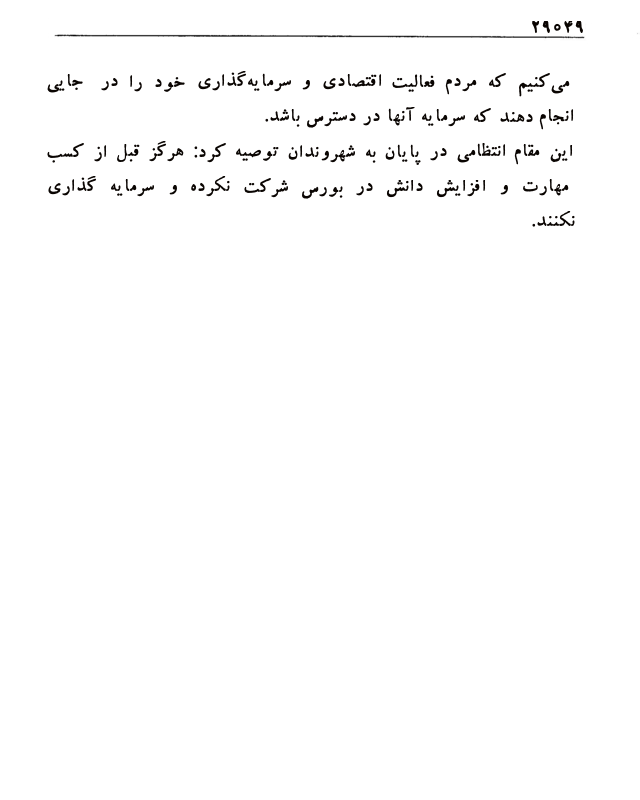 ۲۹۰۴۹
می‌کنیم که مردم فعالیت اقتصادی و سرمایه‌گذاری خود را در جایی
انجام دهند که سرمایه آنها در دسترس باشد.
این مقام انتظامی در پایان به شهروندان توصیه کرد: هرگز قبل از کسب
مهارت و افزایش دانش در بورس شرکت نکرده و سرمایه گذاری
نکنند.